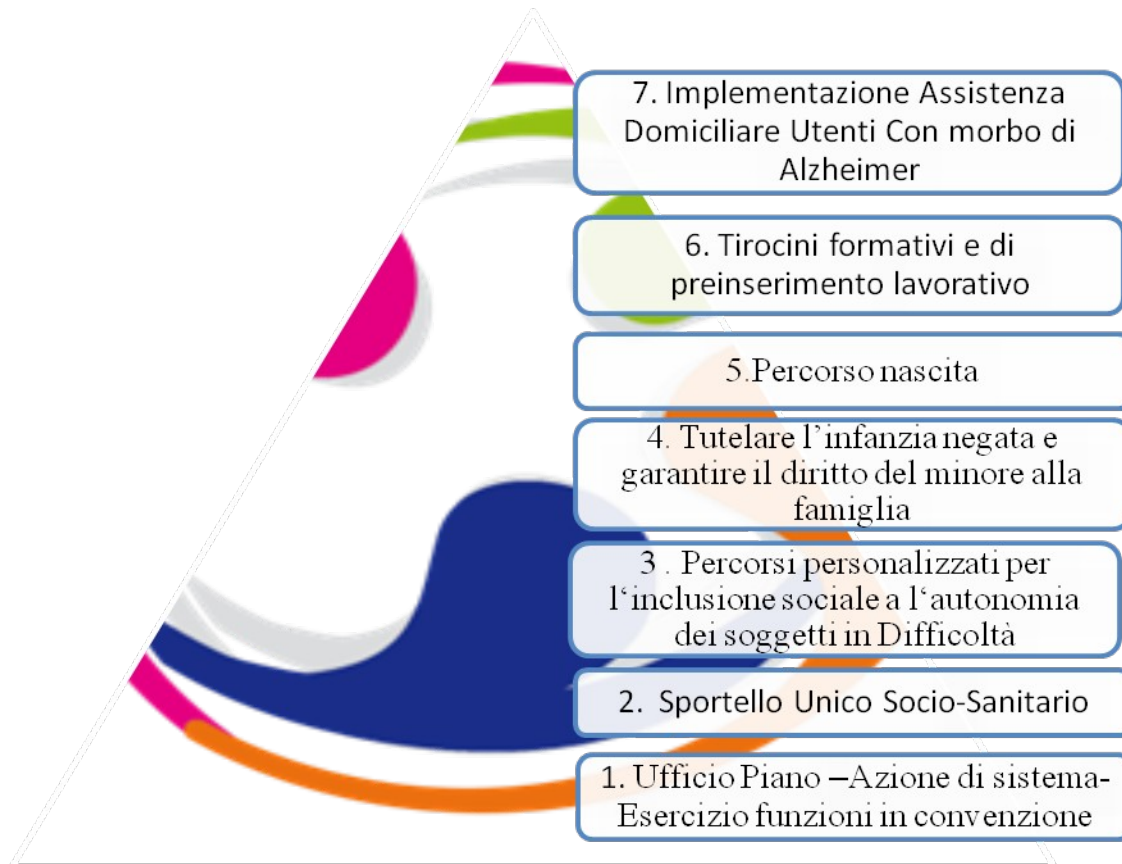 7. Implementazione Assistenza
Domiciliare Utenti Con morbo di
Alzheimer
6. Tirocini formativi e di
preinserimento lavorativo
5.Percorso nascita
4. Tutelare l’infanzia negata e
garantire il diritto del minore alla
famiglia
3 . Percorsi personalizzati per
l‘inclusione sociale a l‘autonomia
dei soggetti in Difficoltà
2. Sportello Unico Socio-Sanitario
1. Ufficio Piano –Azione di sistema-
Esercizio funzioni in convenzione